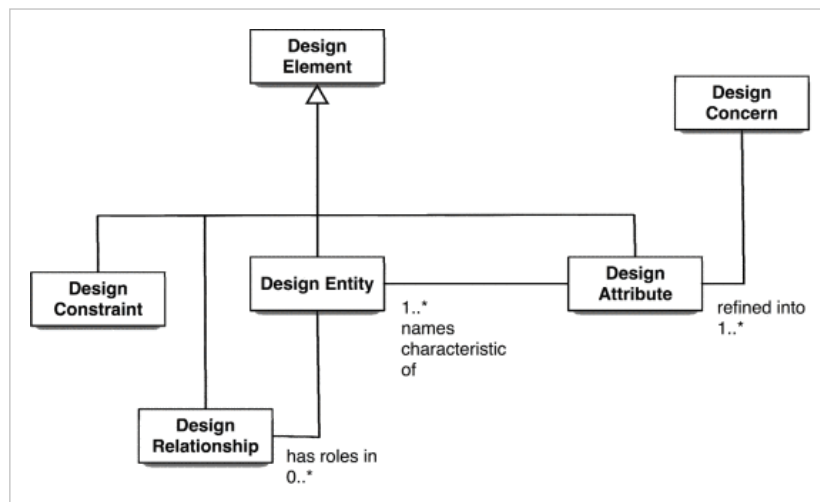 Design
Element
Design
Concern
Design
Constraint
Design Entity
Design
Attribute
1..*
names
characteristic
of
refined into
1..*
Design
Relationship
has roles in
0..*